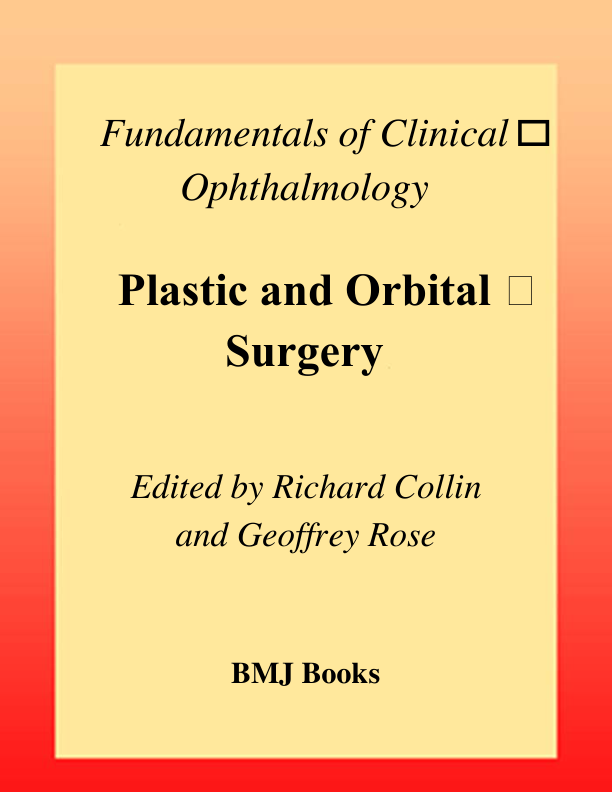 Fundamentals of Clinical
Ophthalmology
Plastic and Orbital
Surgery
Edited by Richard Collin
and Geoffrey Rose
BMJ Books